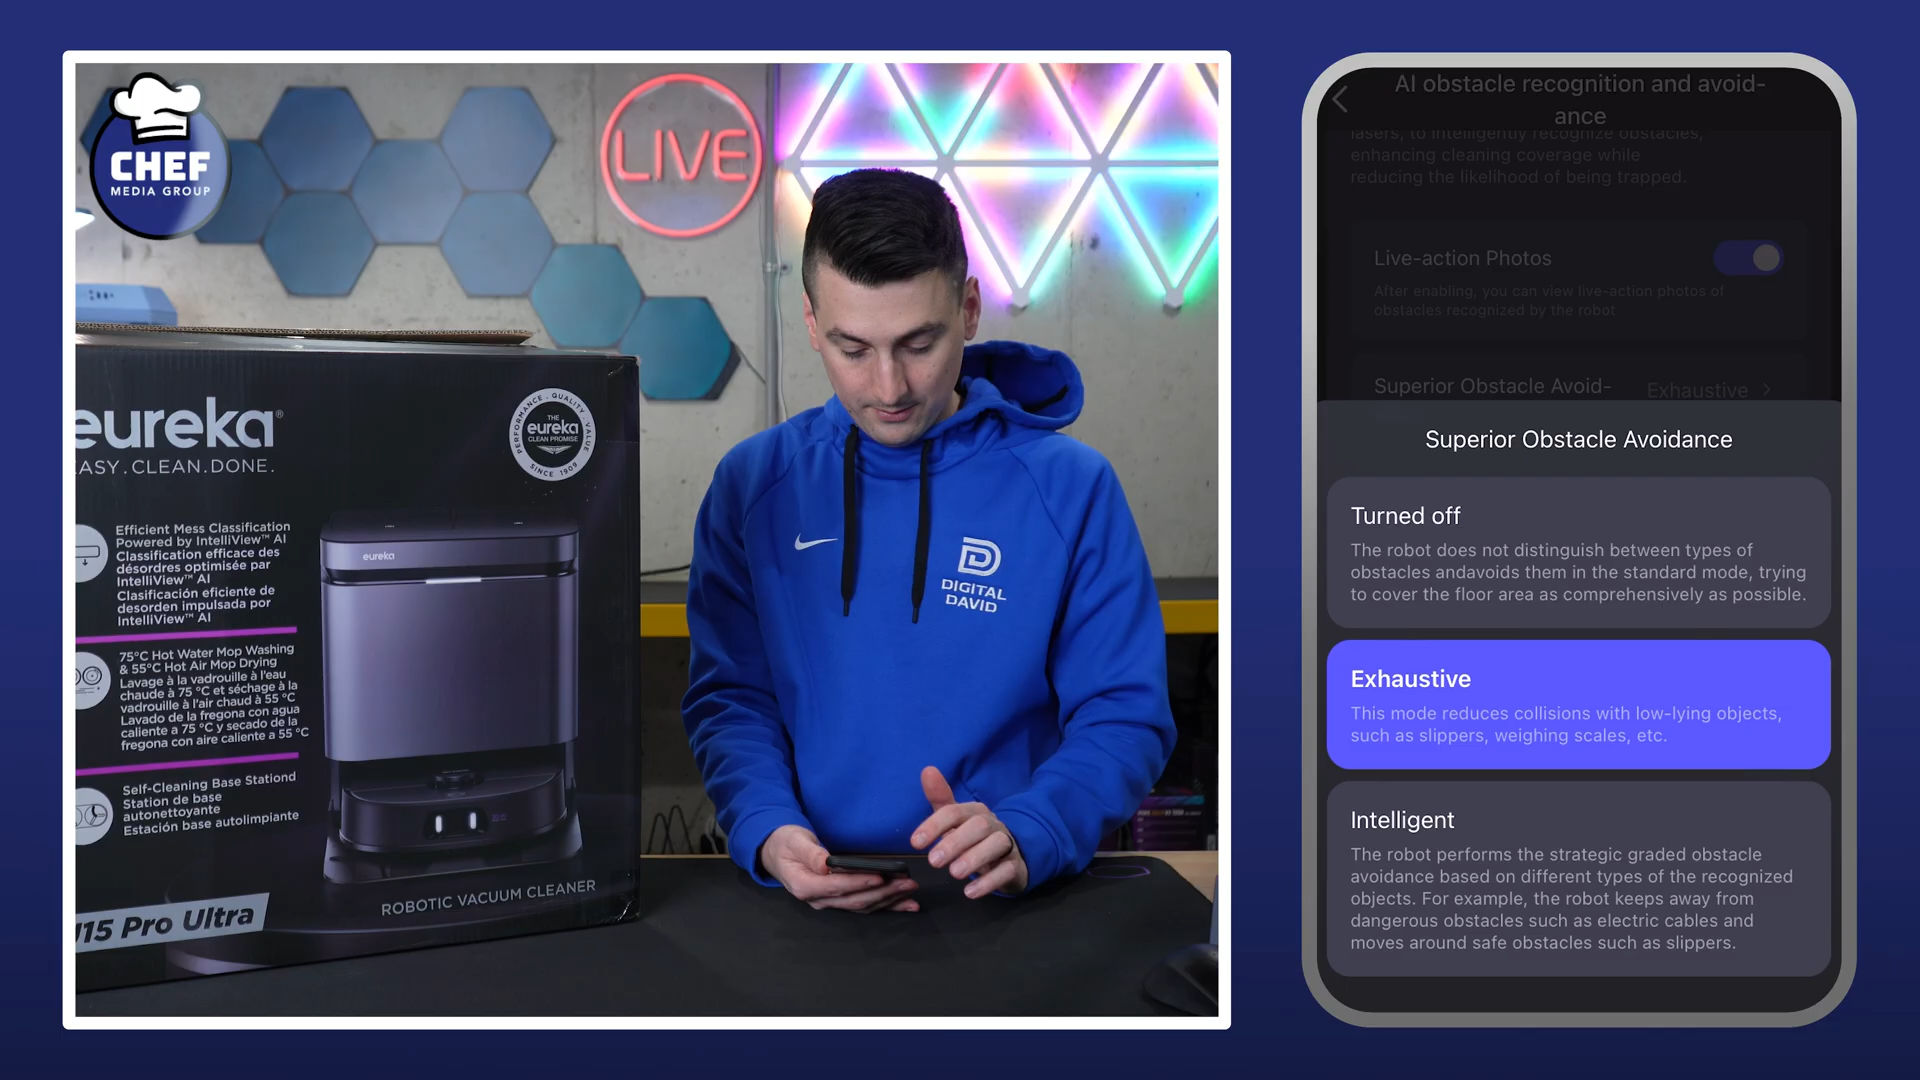 CHEF
MEDIA GROUP
LIVE
eureka®
EASY.CLEAN.DONE.
PERFORMANCE · QUALITY · VALUE
THE
eureka
CLEAN PROMISE
SINCE 1909
Efficient Mess Classification
Powered by IntelliView™ AI
Classification efficace des
désordres optimisée par
IntelliView™ AI
Clasificación eficiente de
desorden impulsada por
IntelliView™ AI
75°C Hot Water Mop Washing
& 55°C Hot Air Mop Drying
Lavage à la vadrouille à l'eau
chaude à 75 °C et séchage à la
vadrouille à l'air chaud à 55 °C
Lavado de la fregona con agua
caliente a 75 °C y secado de la
fregona con aire caliente a 55 °C
Self-Cleaning Base Stationd
Station de base
autonettoyante
Estación base autolimpiante
eureka
J15 Pro Ultra
ROBOTIC VACUUM CLEANER
DIGITAL
DAVID
AI obstacle recognition and avoid-
ance
lasers, to intelligently recognize obstacles,
enhancing cleaning coverage while
reducing the likelihood of being trapped.
Live-action Photos
After enabling, you can view live-action photos of
obstacles recognized by the robot
Superior Obstacle Avoid-
Exhaustive
Superior Obstacle Avoidance
Turned off
The robot does not distinguish between types of
obstacles andavoids them in the standard mode, trying
to cover the floor area as comprehensively as possible.
Exhaustive
This mode reduces collisions with low-lying objects,
such as slippers, weighing scales, etc.
Intelligent
The robot performs the strategic graded obstacle
avoidance based on different types of the recognized
objects. For example, the robot keeps away from
dangerous obstacles such as electric cables and
moves around safe obstacles such as slippers.